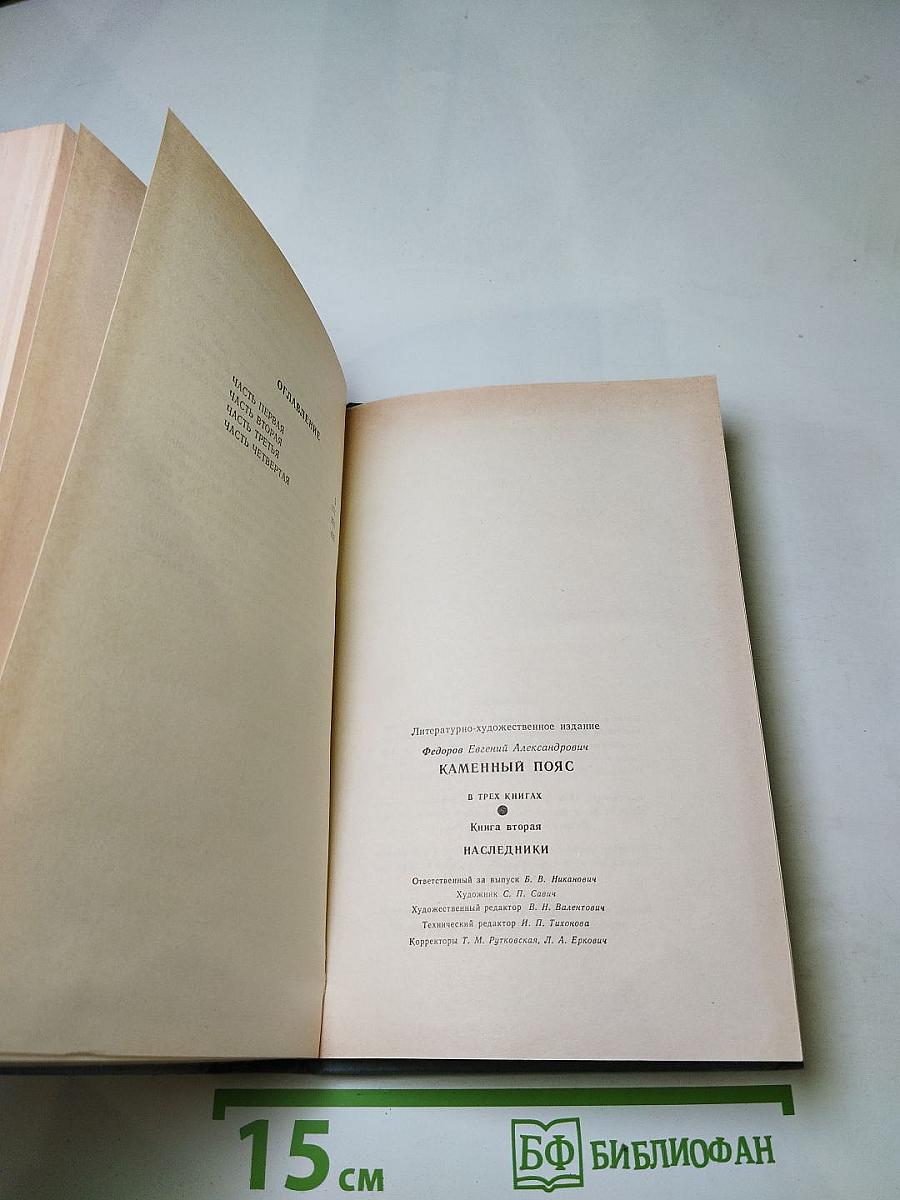 ОГЛАВЛЕНИЕ
ЧАСТЬ ПЕРВАЯ
ЧАСТЬ ВТОРАЯ
ЧАСТЬ ТРЕТЬЯ
ЧАСТЬ ЧЕТВЕРТАЯ
Литературно-художественное издание
Федоров Евгений Александрович
КАМЕННЫЙ ПОЯС
В ТРЕХ КНИГАХ
Книга вторая
НАСЛЕДНИКИ
Ответственный за выпуск Б. В. Никанович
Художник С. П. Савич
Художественный редактор В. Н. Валентович
Технический редактор И. П. Тихонова
Корректоры Т. М. Рутковская, Л. А. Еркович
15 см
БФ БИБЛИОФАН